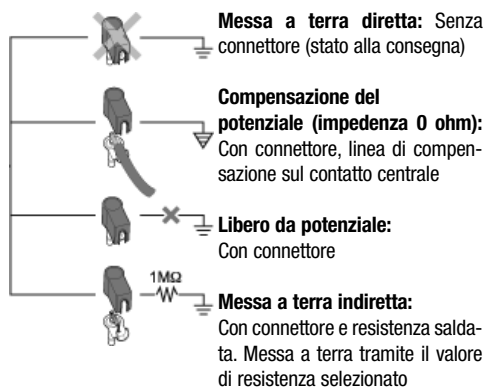 Messa a terra diretta: Senza
connettore (stato alla consegna)
Compensazione del
potenziale (impedenza 0 ohm):
Con connettore, linea di compen-
sazione sul contatto centrale
Libero da potenziale:
Con connettore
1MΩ
Messa a terra indiretta:
Con connettore e resistenza salda-
ta. Messa a terra tramite il valore
di resistenza selezionato